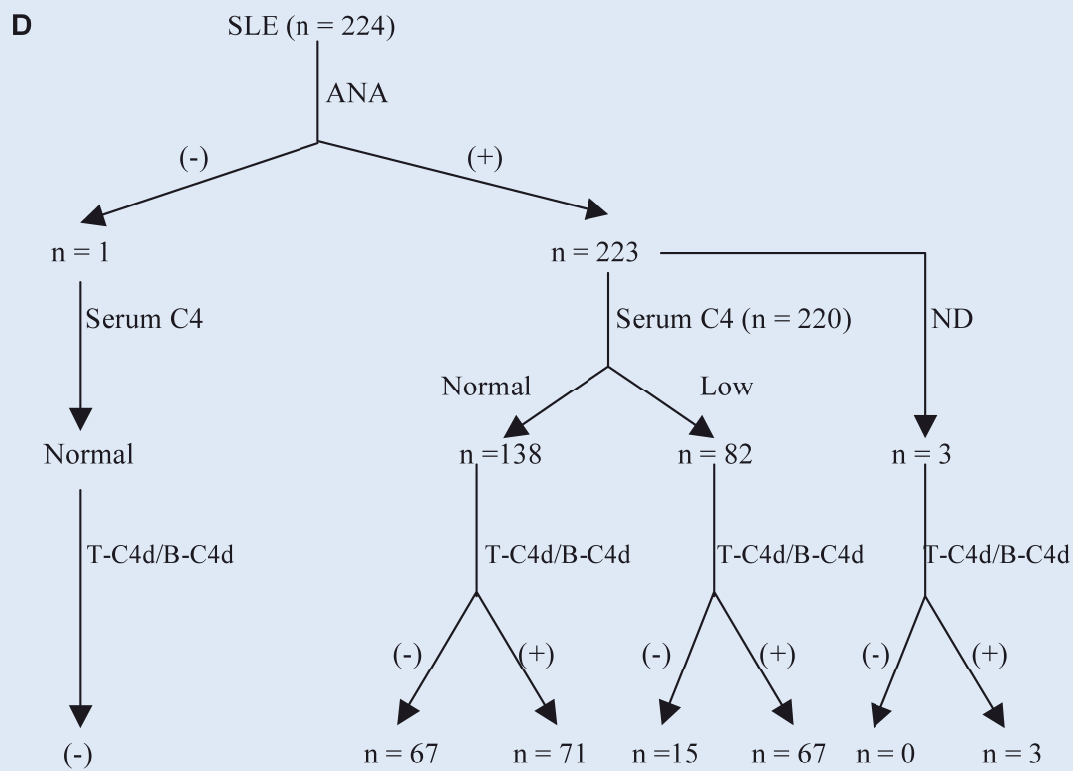 D
SLE (n = 224)
ANA
(-)
(+)
n = 1
n = 223
Serum C4
Serum C4 (n = 220)
ND
Normal
Low
Normal
n =138
n = 82
n = 3
T-C4d/B-C4d
T-C4d/B-C4d
T-C4d/B-C4d
T-C4d/B-C4d
(-)
(+)
(-)
(+)
(-)
(+)
(-)
n = 67
n = 71
n =15
n = 67
n = 0
n = 3